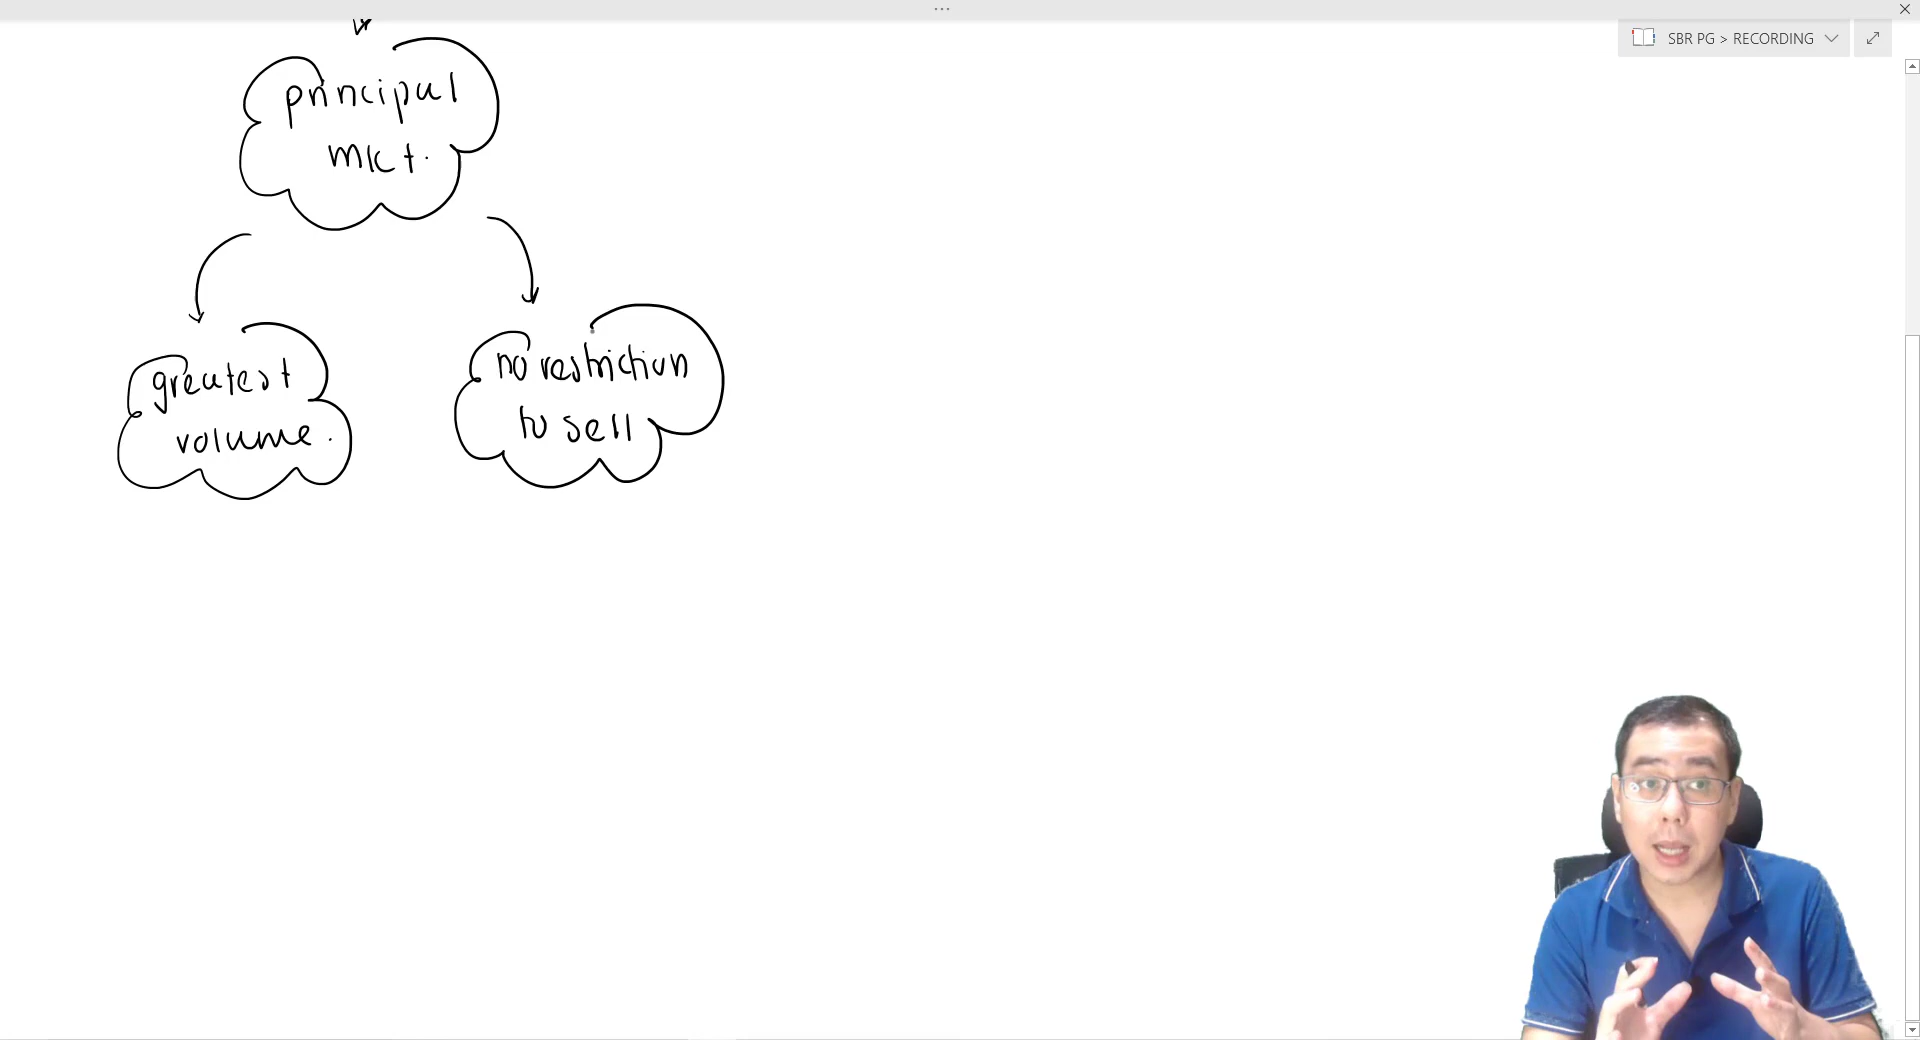 SBR PG > RECORDING
principal
mkt.
greatest
volume.
no restriction
to sell